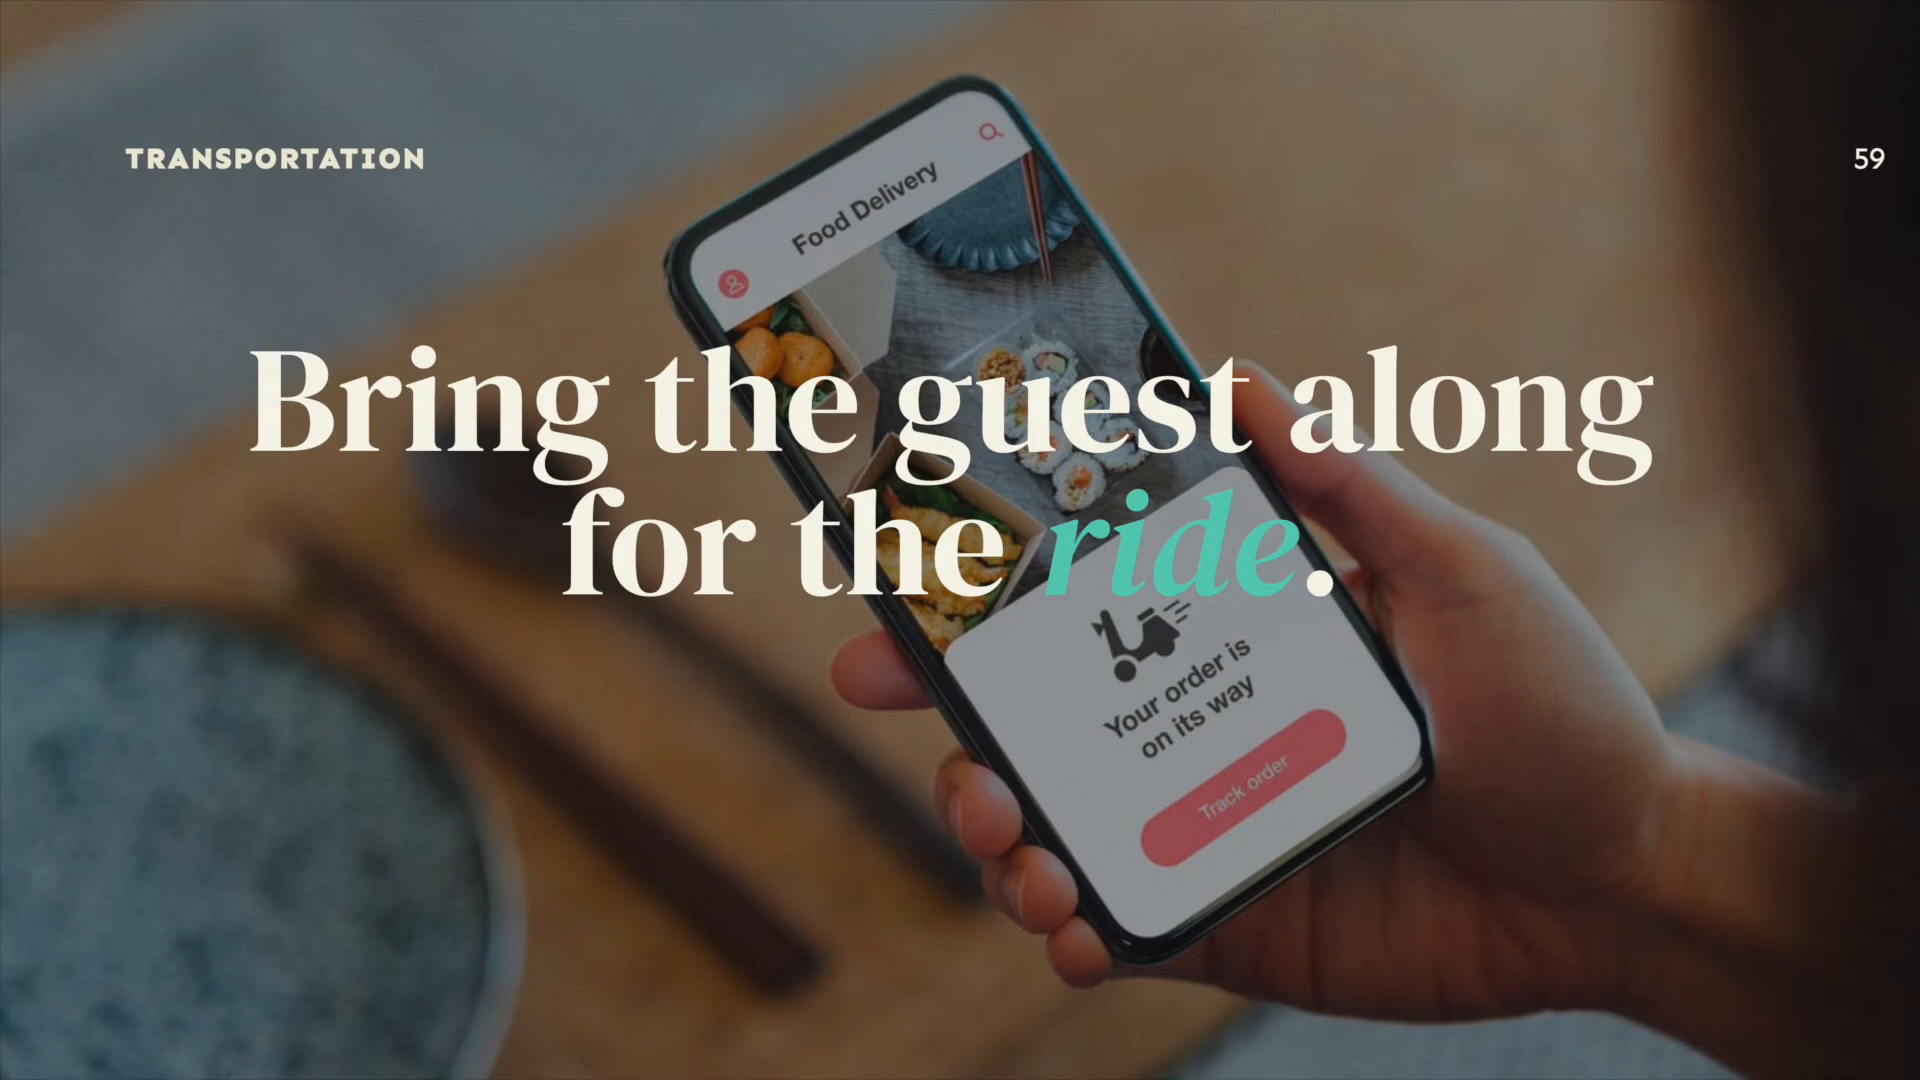 TRANSPORTATION
59
Food Delivery
Bring the guest along
for the ride.
Your order is
on its way
Track order